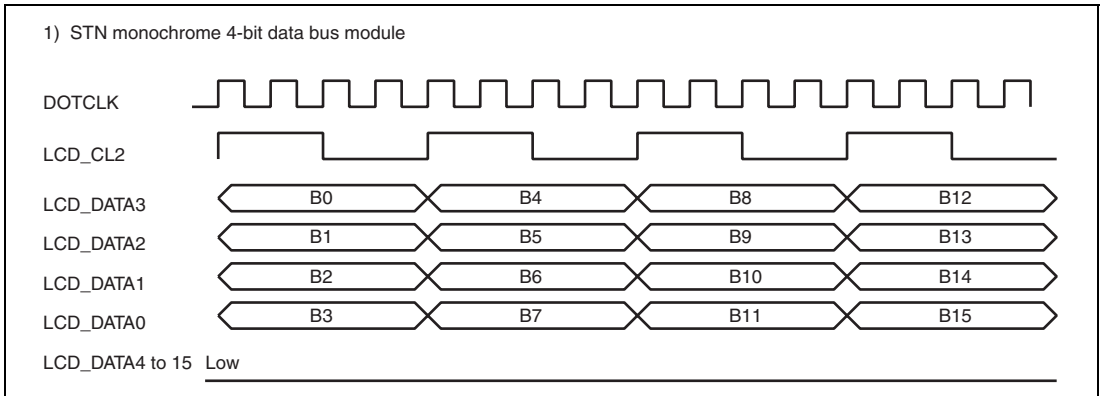 1) STN monochrome 4-bit data bus module
DOTCLK
LCD_CL2
LCD_DATA3 B0 B4 B8 B12
LCD_DATA2 B1 B5 B9 B13
LCD_DATA1 B2 B6 B10 B14
LCD_DATA0 B3 B7 B11 B15
LCD_DATA4 to 15 Low